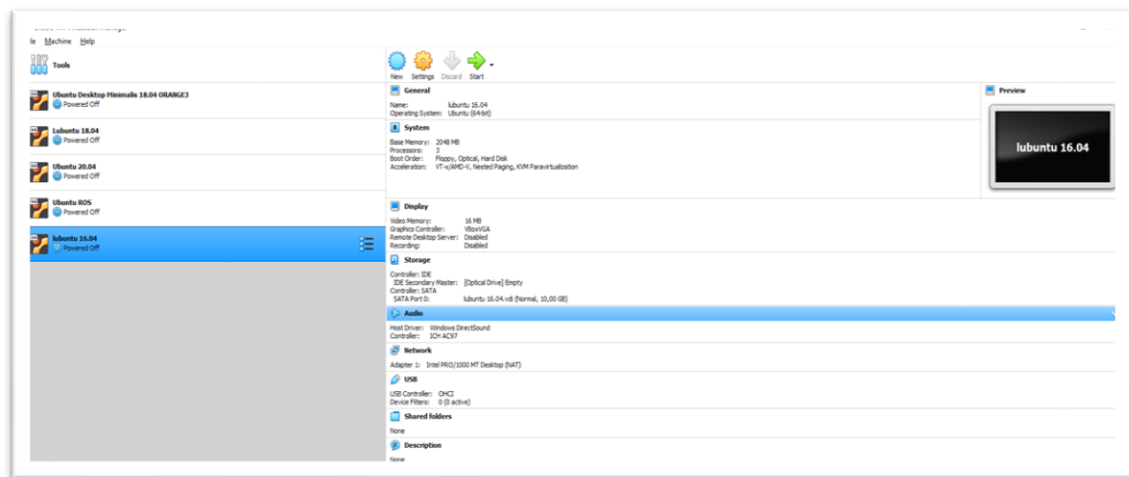 Machine Help
Tools
Ubuntu Desktop Minimalis 18.04 ORANGE3
Powered Off
Lubuntu 18.04
Powered Off
Ubuntu 20.04
Powered Off
Ubuntu ROS
Powered Off
lubuntu 16.04
Powered Off
New Settings Discard Start
General
Name: lubuntu 16.04
Operating System: Ubuntu (64-bit)
Preview
lubuntu 16.04
System
Base Memory: 2048 MB
Processors: 3
Boot Order: Floppy, Optical, Hard Disk
Acceleration: VT-x/AMD-V, Nested Paging, KVM Paravirtualization
Display
Video Memory: 16 MB
Graphics Controller: VBoxVGA
Remote Desktop Server: Disabled
Recording: Disabled
Storage
Controller: IDE
IDE Secondary Master: [Optical Drive] Empty
Controller: SATA
SATA Port 0: lubuntu 16.04.vdi (Normal, 10,00 GB)
Audio
Host Driver: Windows DirectSound
Controller: ICH AC97
Network
Adapter 1: Intel PRO/1000 MT Desktop (NAT)
USB
USB Controller: OHCI
Device Filters: 0 (0 active)
Shared folders
None
Description
None